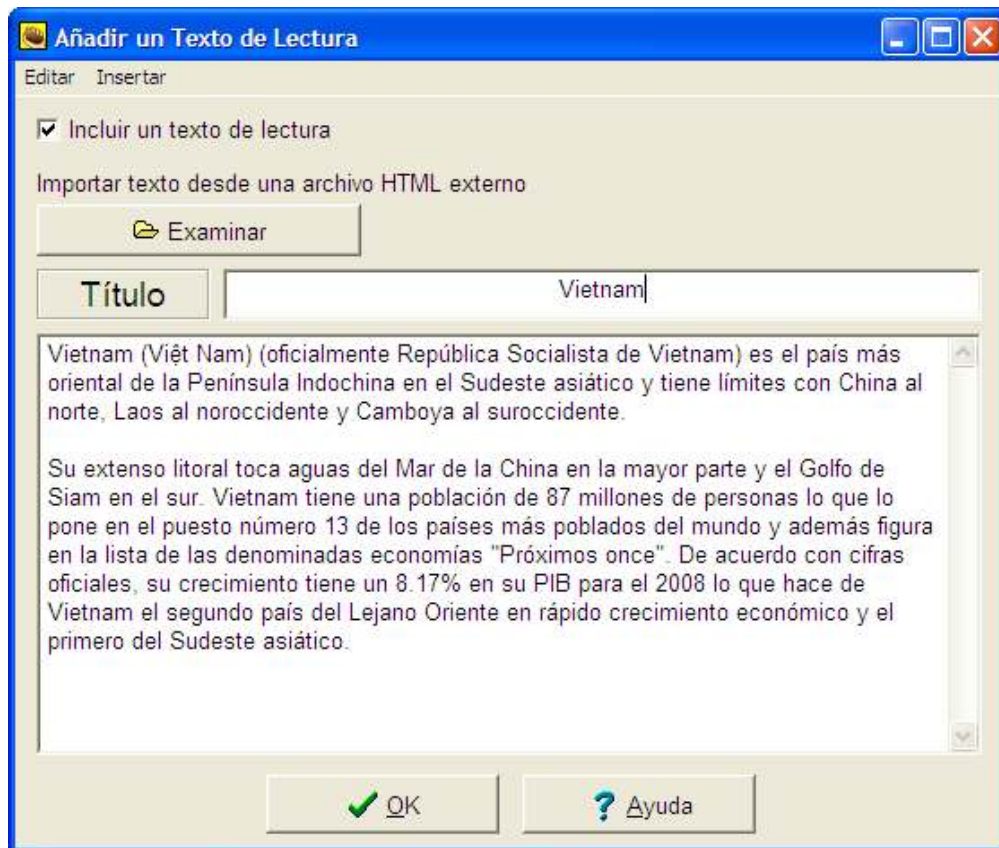 Añadir un Texto de Lectura
Editar Insertar
Incluir un texto de lectura
Importar texto desde una archivo HTML externo
Examinar
Título
Vietnam
Vietnam (Việt Nam) (oficialmente República Socialista de Vietnam) es el país más
oriental de la Península Indochina en el Sudeste asiático y tiene límites con China al
norte, Laos al noroccidente y Camboya al suroccidente.
Su extenso litoral toca aguas del Mar de la China en la mayor parte y el Golfo de
Siam en el sur. Vietnam tiene una población de 87 millones de personas lo que lo
pone en el puesto número 13 de los países más poblados del mundo y además figura
en la lista de las denominadas economías "Próximos once". De acuerdo con cifras
oficiales, su crecimiento tiene un 8.17% en su PIB para el 2008 lo que hace de
Vietnam el segundo país del Lejano Oriente en rápido crecimiento económico y el
primero del Sudeste asiático.
OK
Ayuda